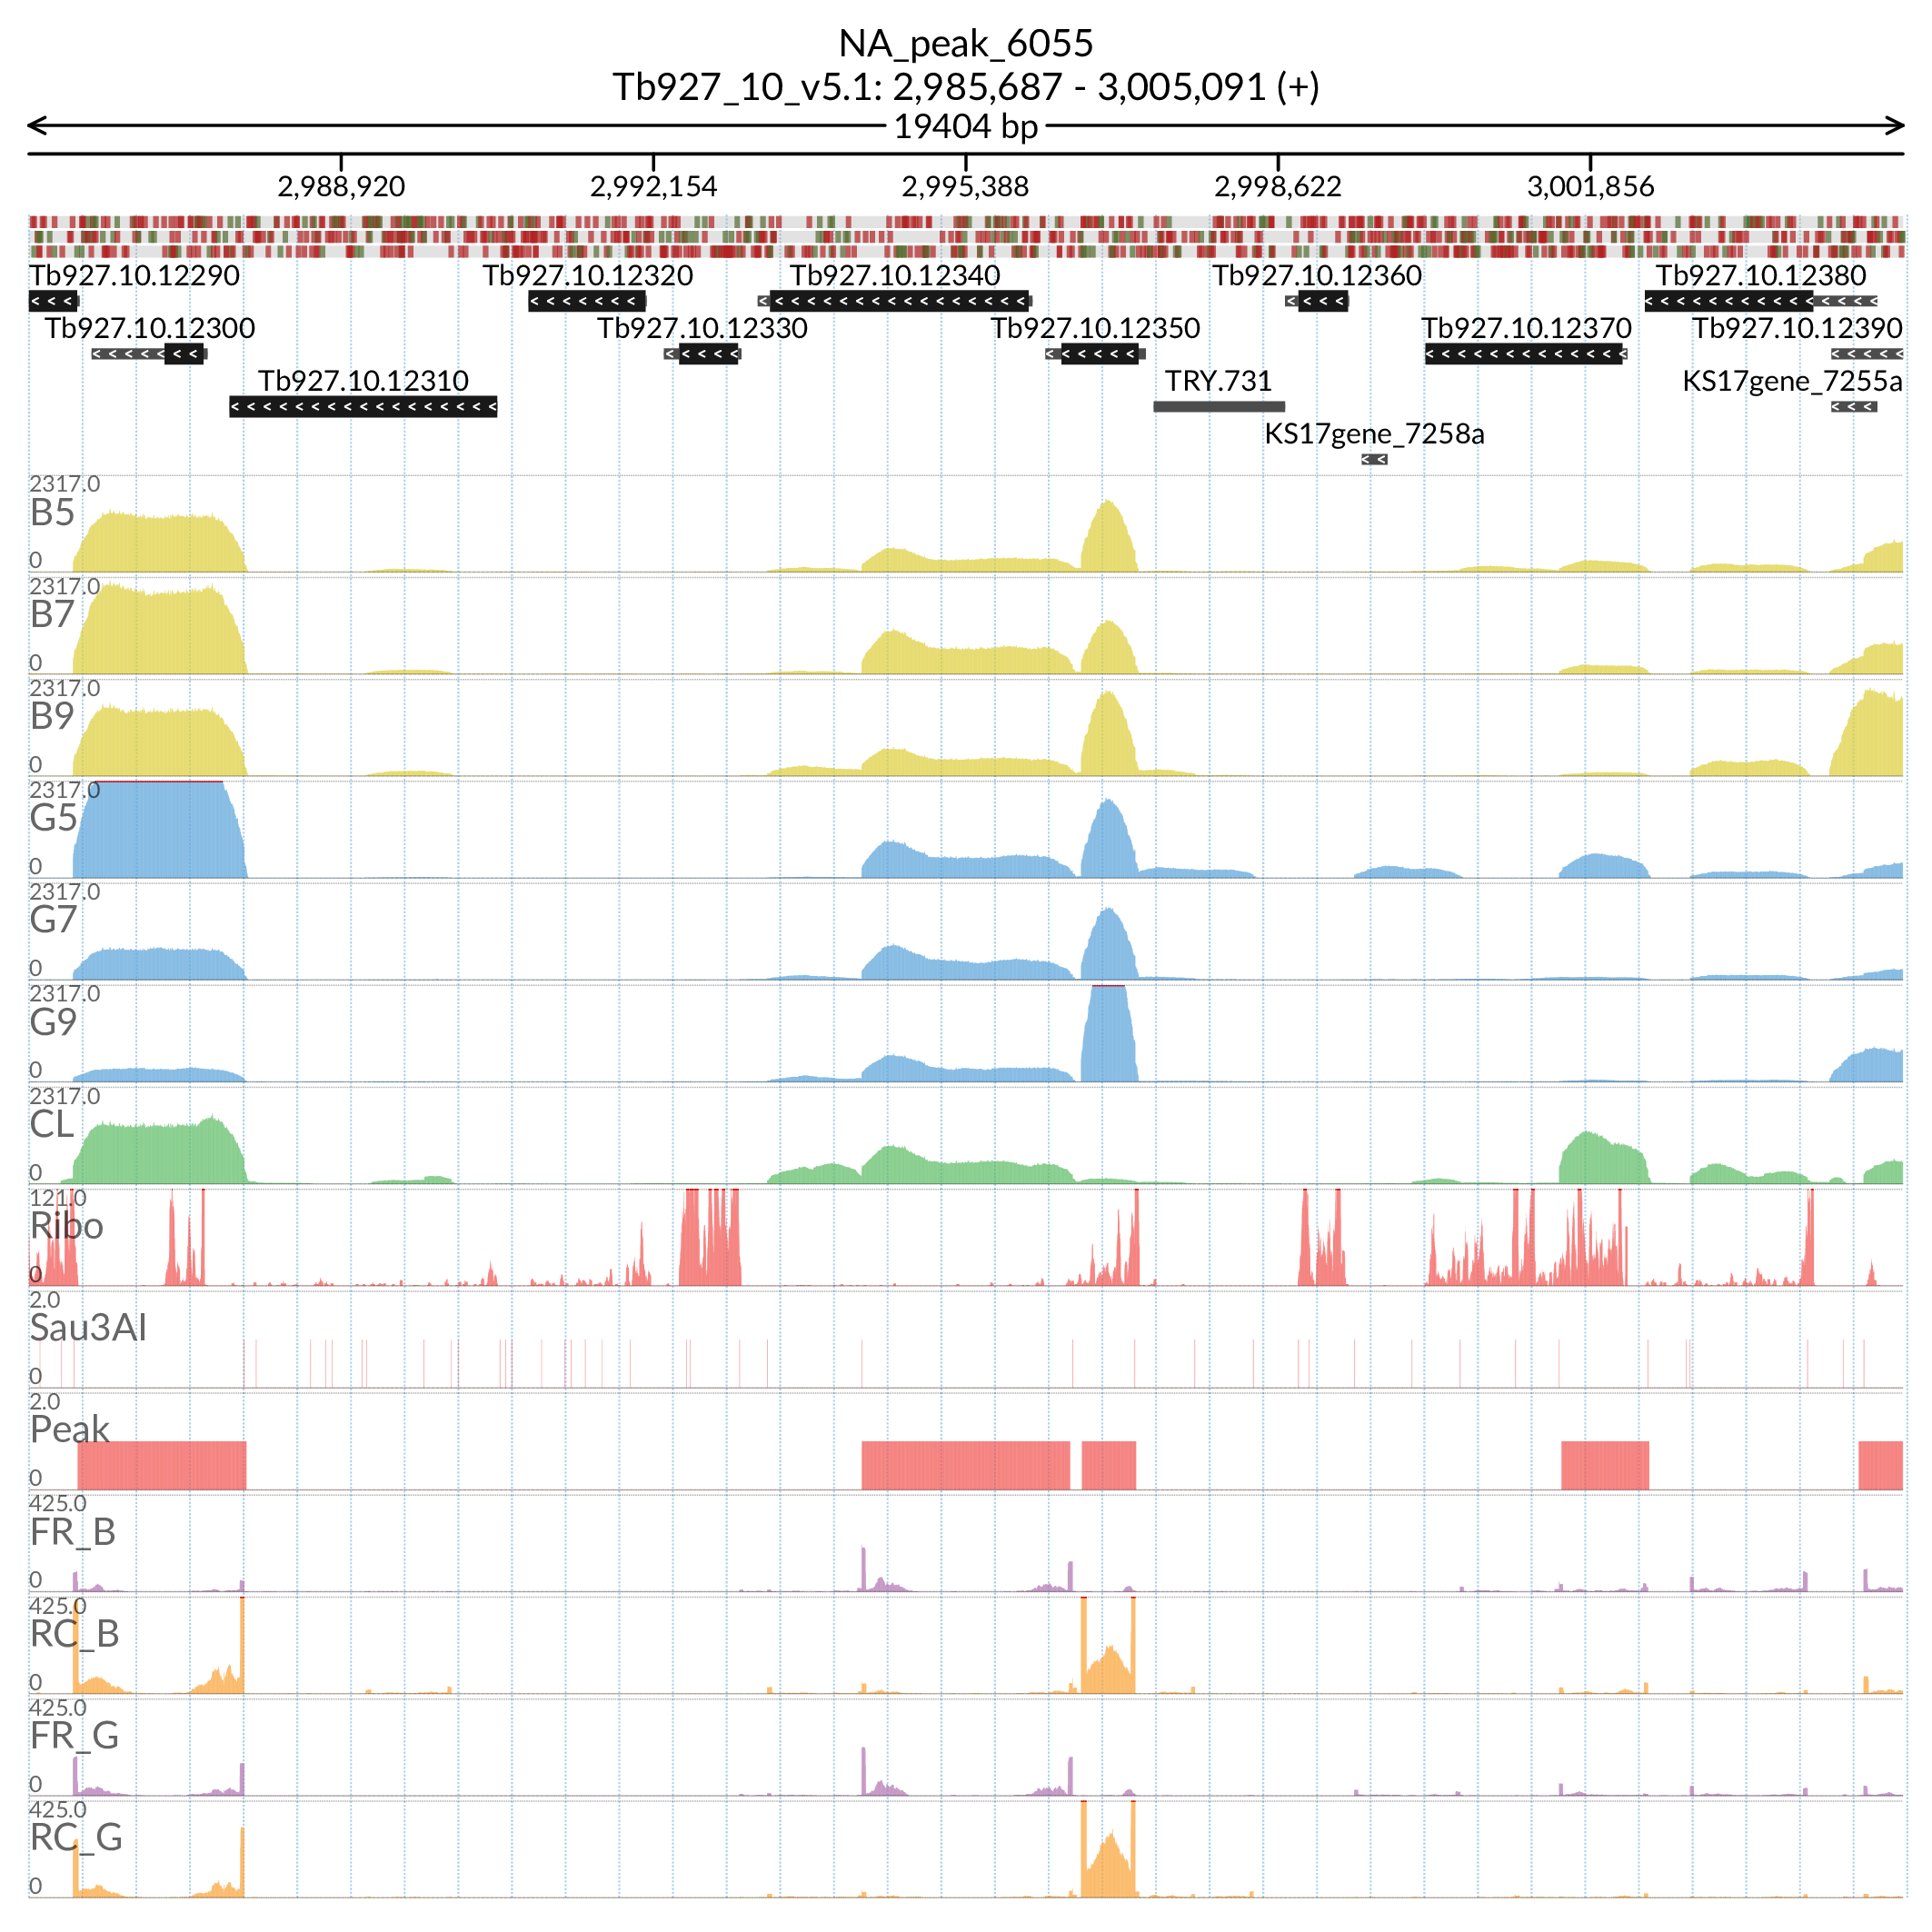 NA_peak_6055
Tb927_10_v5.1: 2,985,687 - 3,005,091 (+)
19404 bp
2,988,920 2,992,154 2,995,388 2,998,622 3,001,856
Tb927.10.12290 Tb927.10.12320 Tb927.10.12340 Tb927.10.12360 Tb927.10.12380
Tb927.10.12300 Tb927.10.12330 Tb927.10.12350 Tb927.10.12370 Tb927.10.12390
Tb927.10.12310 TRY.731 KS17gene_7255a
KS17gene_7258a
2317.0
B5
0
2317.0
B7
0
2317.0
B9
0
2317.0
G5
0
2317.0
G7
0
2317.0
G9
0
2317.0
CL
0
121.0
Ribo
0
2.0
Sau3AI
0
2.0
Peak
0
425.0
FR_B
0
425.0
RC_B
0
425.0
FR_G
0
425.0
RC_G
0